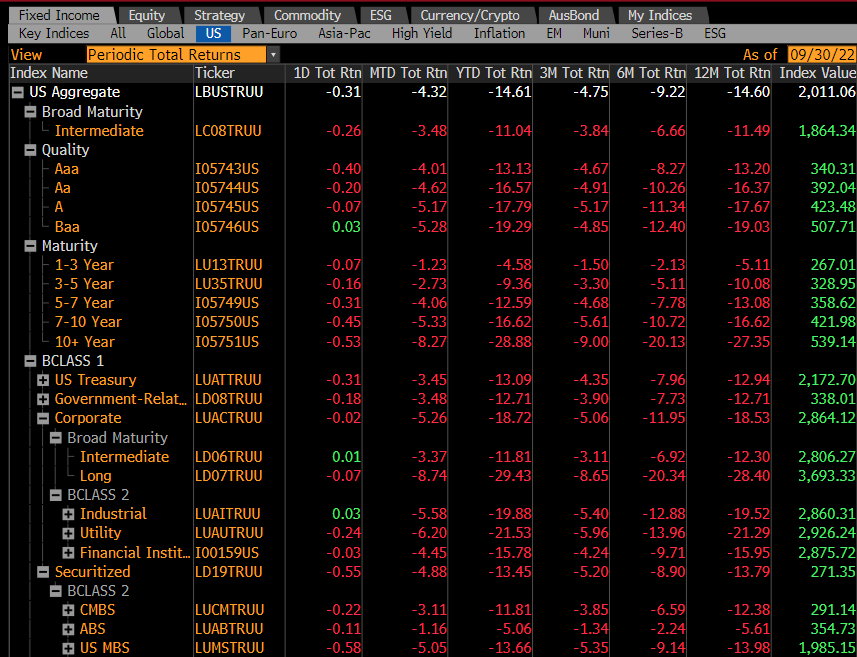 Fixed Income Equity Strategy Commodity ESG Currency/Crypto AusBond My Indices
Key Indices All Global US Pan-Euro Asia-Pac High Yield Inflation EM Muni Series-B ESG
View Periodic Total Returns As of 09/30/22
Index Name Ticker 1D Tot Rtn MTD Tot Rtn YTD Tot Rtn 3M Tot Rtn 6M Tot Rtn 12M Tot Rtn Index Value
US Aggregate LBUSTRUU -0.31 -4.32 -14.61 -4.75 -9.22 -14.60 2,011.06
Broad Maturity
Intermediate LC08TRUU -0.26 -3.48 -11.04 -3.84 -6.66 -11.49 1,864.34
Quality
Aaa I05743US -0.40 -4.01 -13.13 -4.67 -8.27 -13.20 340.31
Aa I05744US -0.20 -4.62 -16.57 -4.91 -10.26 -16.37 392.04
A I05745US -0.07 -5.17 -17.79 -5.17 -11.34 -17.67 423.48
Baa I05746US 0.03 -5.28 -19.29 -4.85 -12.40 -19.03 507.71
Maturity
1-3 Year LU13TRUU -0.07 -1.23 -4.58 -1.50 -2.13 -5.11 267.01
3-5 Year LU35TRUU -0.16 -2.73 -9.36 -3.30 -5.11 -10.08 328.95
5-7 Year I05749US -0.31 -4.06 -12.59 -4.68 -7.78 -13.08 358.62
7-10 Year I05750US -0.45 -5.33 -16.62 -5.61 -10.72 -16.62 421.98
10+ Year I05751US -0.53 -8.27 -28.88 -9.00 -20.13 -27.35 539.14
BCLASS 1
US Treasury LUATTRUU -0.31 -3.45 -13.09 -4.35 -7.96 -12.94 2,172.70
Government-Relat... LD08TRUU -0.18 -3.48 -12.71 -3.90 -7.73 -12.71 338.01
Corporate LUACTRUU -0.02 -5.26 -18.72 -5.06 -11.95 -18.53 2,864.12
Broad Maturity
Intermediate LD06TRUU 0.01 -3.37 -11.81 -3.11 -6.92 -12.30 2,806.27
Long LD07TRUU -0.07 -8.74 -29.43 -8.65 -20.34 -28.40 3,693.33
BCLASS 2
Industrial LUAITRUU 0.03 -5.58 -19.88 -5.40 -12.88 -19.52 2,860.31
Utility LUAUTRUU -0.24 -6.20 -21.53 -5.96 -13.96 -21.29 2,926.24
Financial Instit... I00159US -0.03 -4.45 -15.78 -4.24 -9.71 -15.95 2,875.72
Securitized LD19TRUU -0.55 -4.88 -13.45 -5.20 -8.90 -13.79 271.35
BCLASS 2
CMBS LUCMTRUU -0.22 -3.11 -11.81 -3.85 -6.59 -12.38 291.14
ABS LUABTRUU -0.11 -1.16 -5.06 -1.34 -2.24 -5.61 354.73
US MBS LUMSTRUU -0.58 -5.05 -13.66 -5.35 -9.14 -13.98 1,985.15